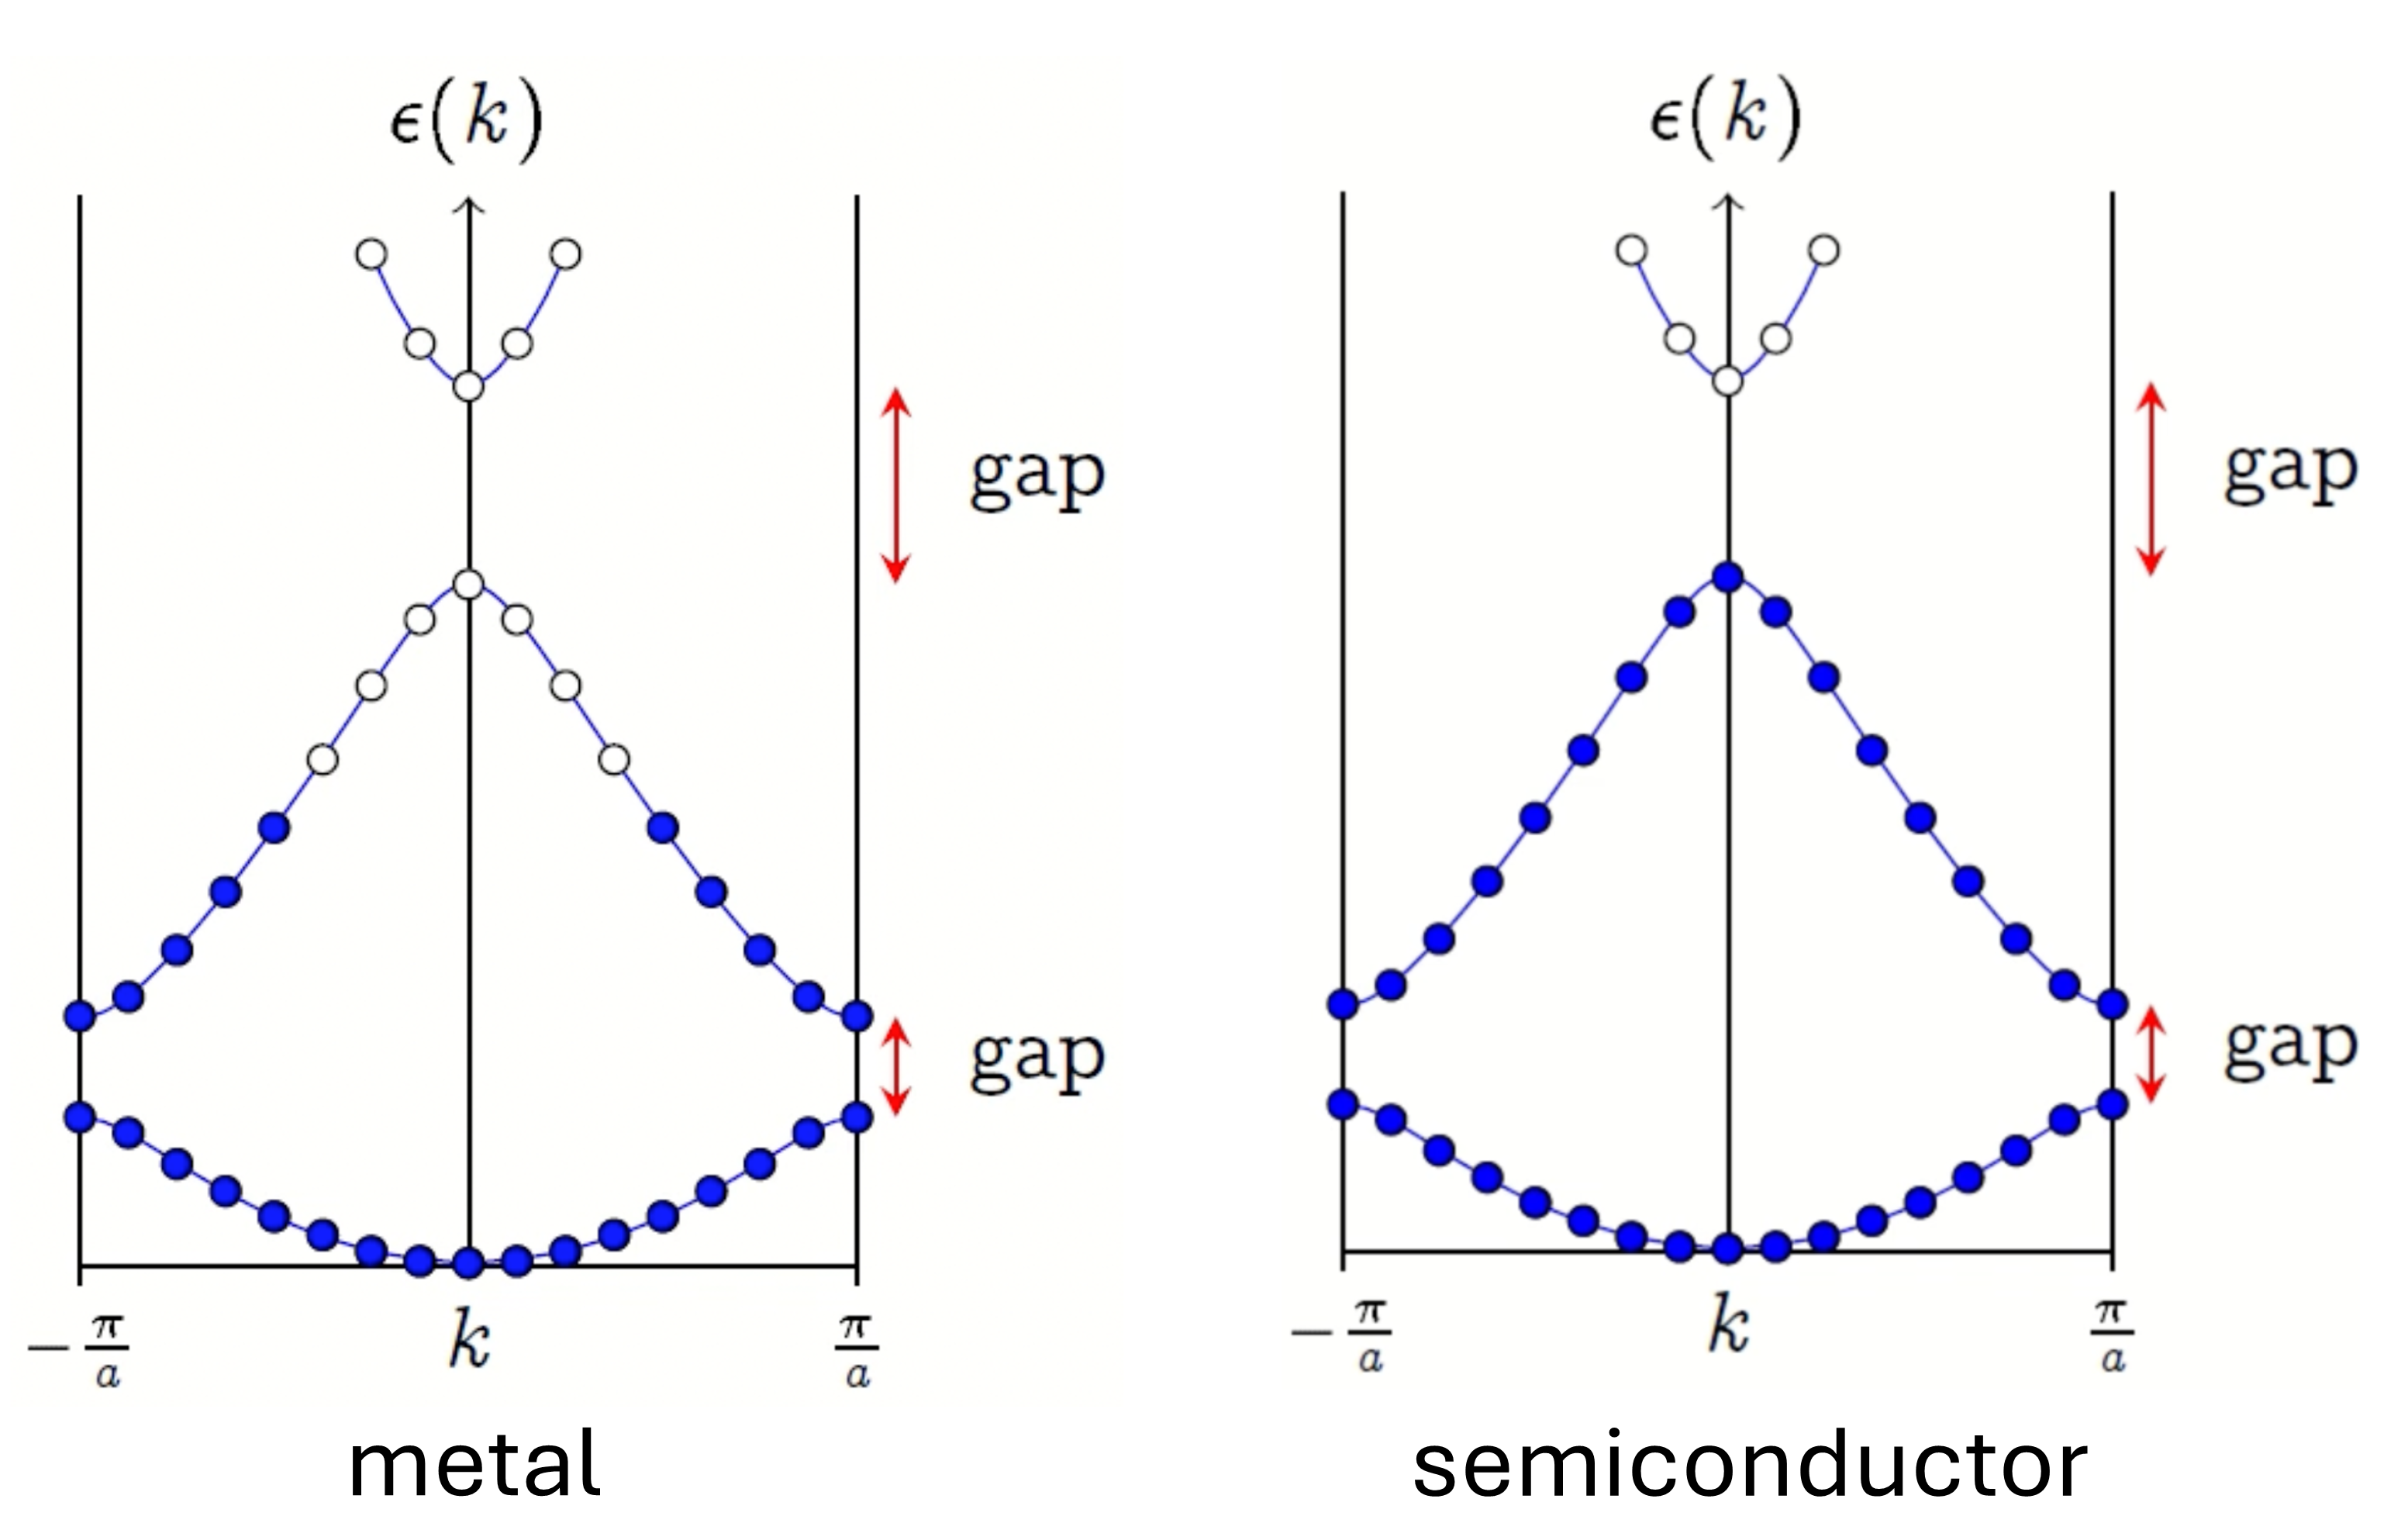 ϵ(k)
gap
gap
−π/a
k
π/a
metal
ϵ(k)
gap
gap
−π/a
k
π/a
semiconductor